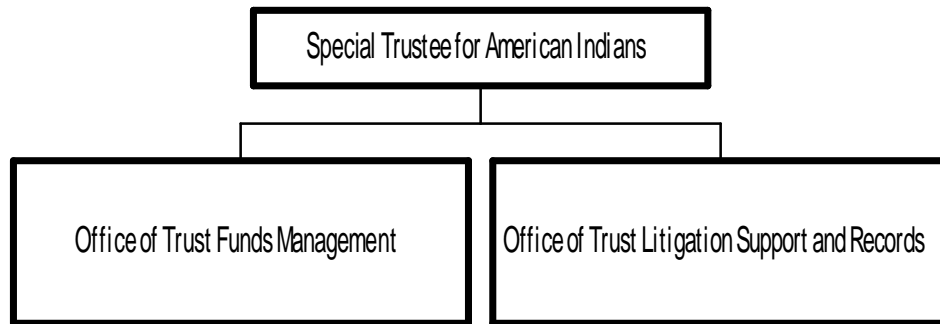 Special Trustee for American Indians
Office of Trust Funds Management
Office of Trust Litigation Support and Records